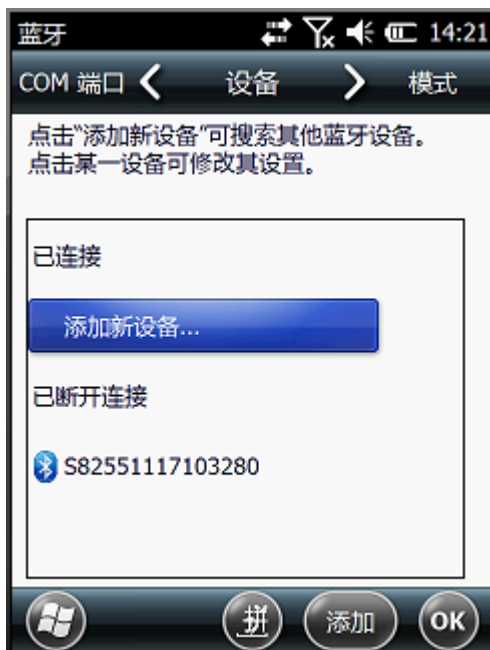 蓝牙 14:21
COM 端口 设备 模式
点击"添加新设备"可搜索其他蓝牙设备。
点击某一设备可修改其设置。
已连接
添加新设备...
已断开连接
S82551117103280
拼 添加 OK